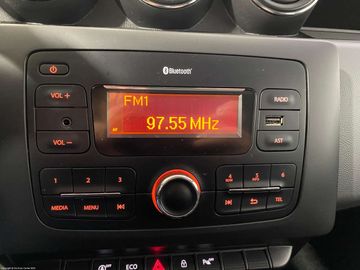 Bluetooth
FM1
97.55 MHz
AF
VOL +
VOL −
RADIO
AST
1 2 3
4 5 6
MEDIA MENU
TEL
ECO